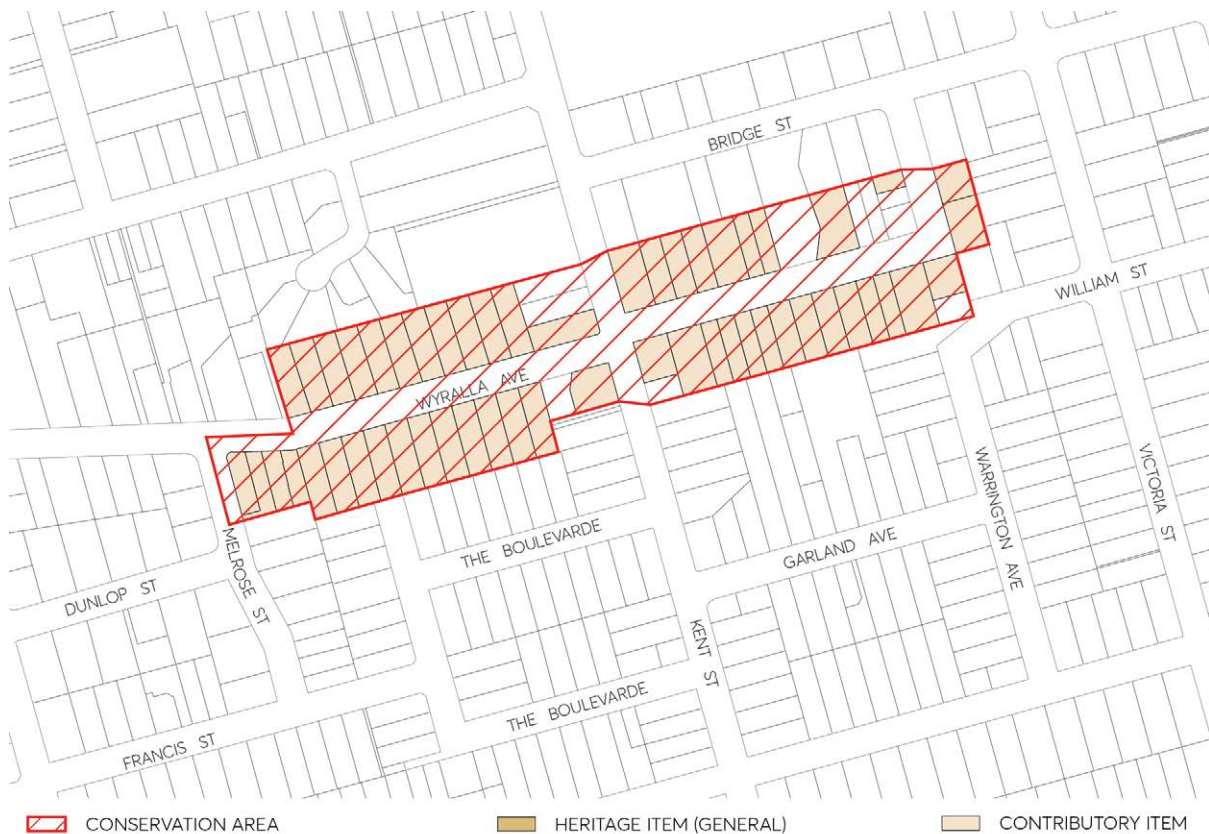 BRIDGE ST
WILLIAM ST
WYRALLA AVE
VICTORIA ST
WARRINGTON AVE
THE BOULEVARDE
GARLAND AVE
MELROSE ST
DUNLOP ST
KENT ST
THE BOULEVARDE
FRANCIS ST
CONSERVATION AREA
HERITAGE ITEM (GENERAL)
CONTRIBUTORY ITEM